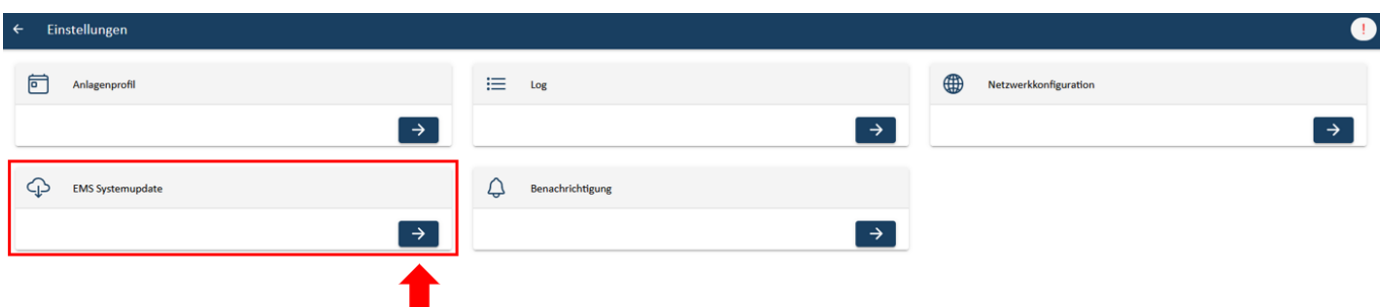 Einstellungen
!
Anlagenprofil
Log
Netzwerkkonfiguration
EMS Systemupdate
Benachrichtigung